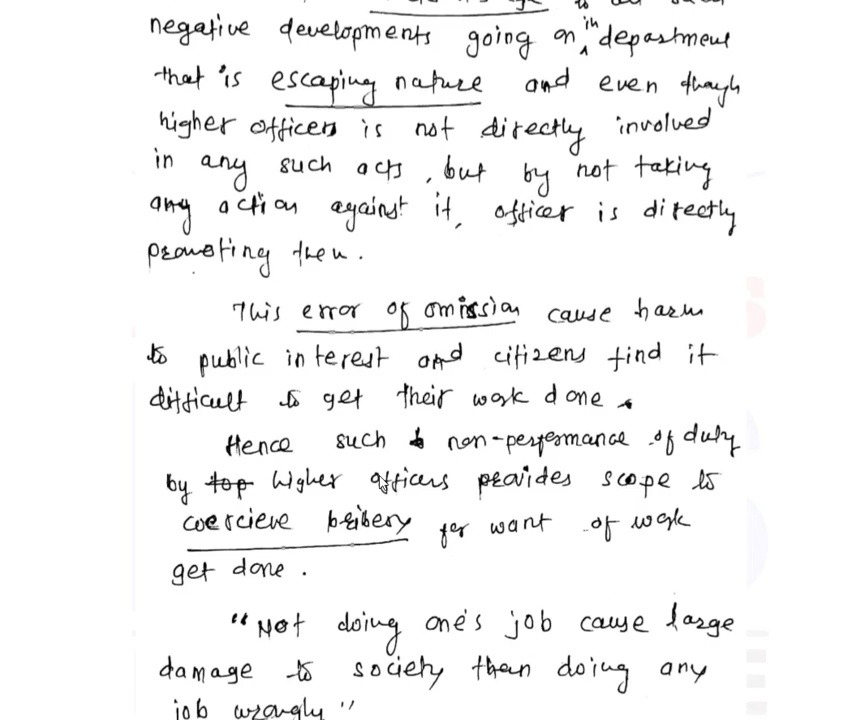 negative developments going on in department
that is escaping nature and even though
higher officers is not directly involved
in any such acts, but by not taking
any action against it, officer is directly
promoting them.
This error of omission cause harm
to public interest and citizens find it
difficult to get their work done.
Hence such non-performance of duty
by top higher officers provides scope to
coercieve bribery for want of work
get done.
"Not doing one's job cause large
damage to society than doing any
job wrongly"